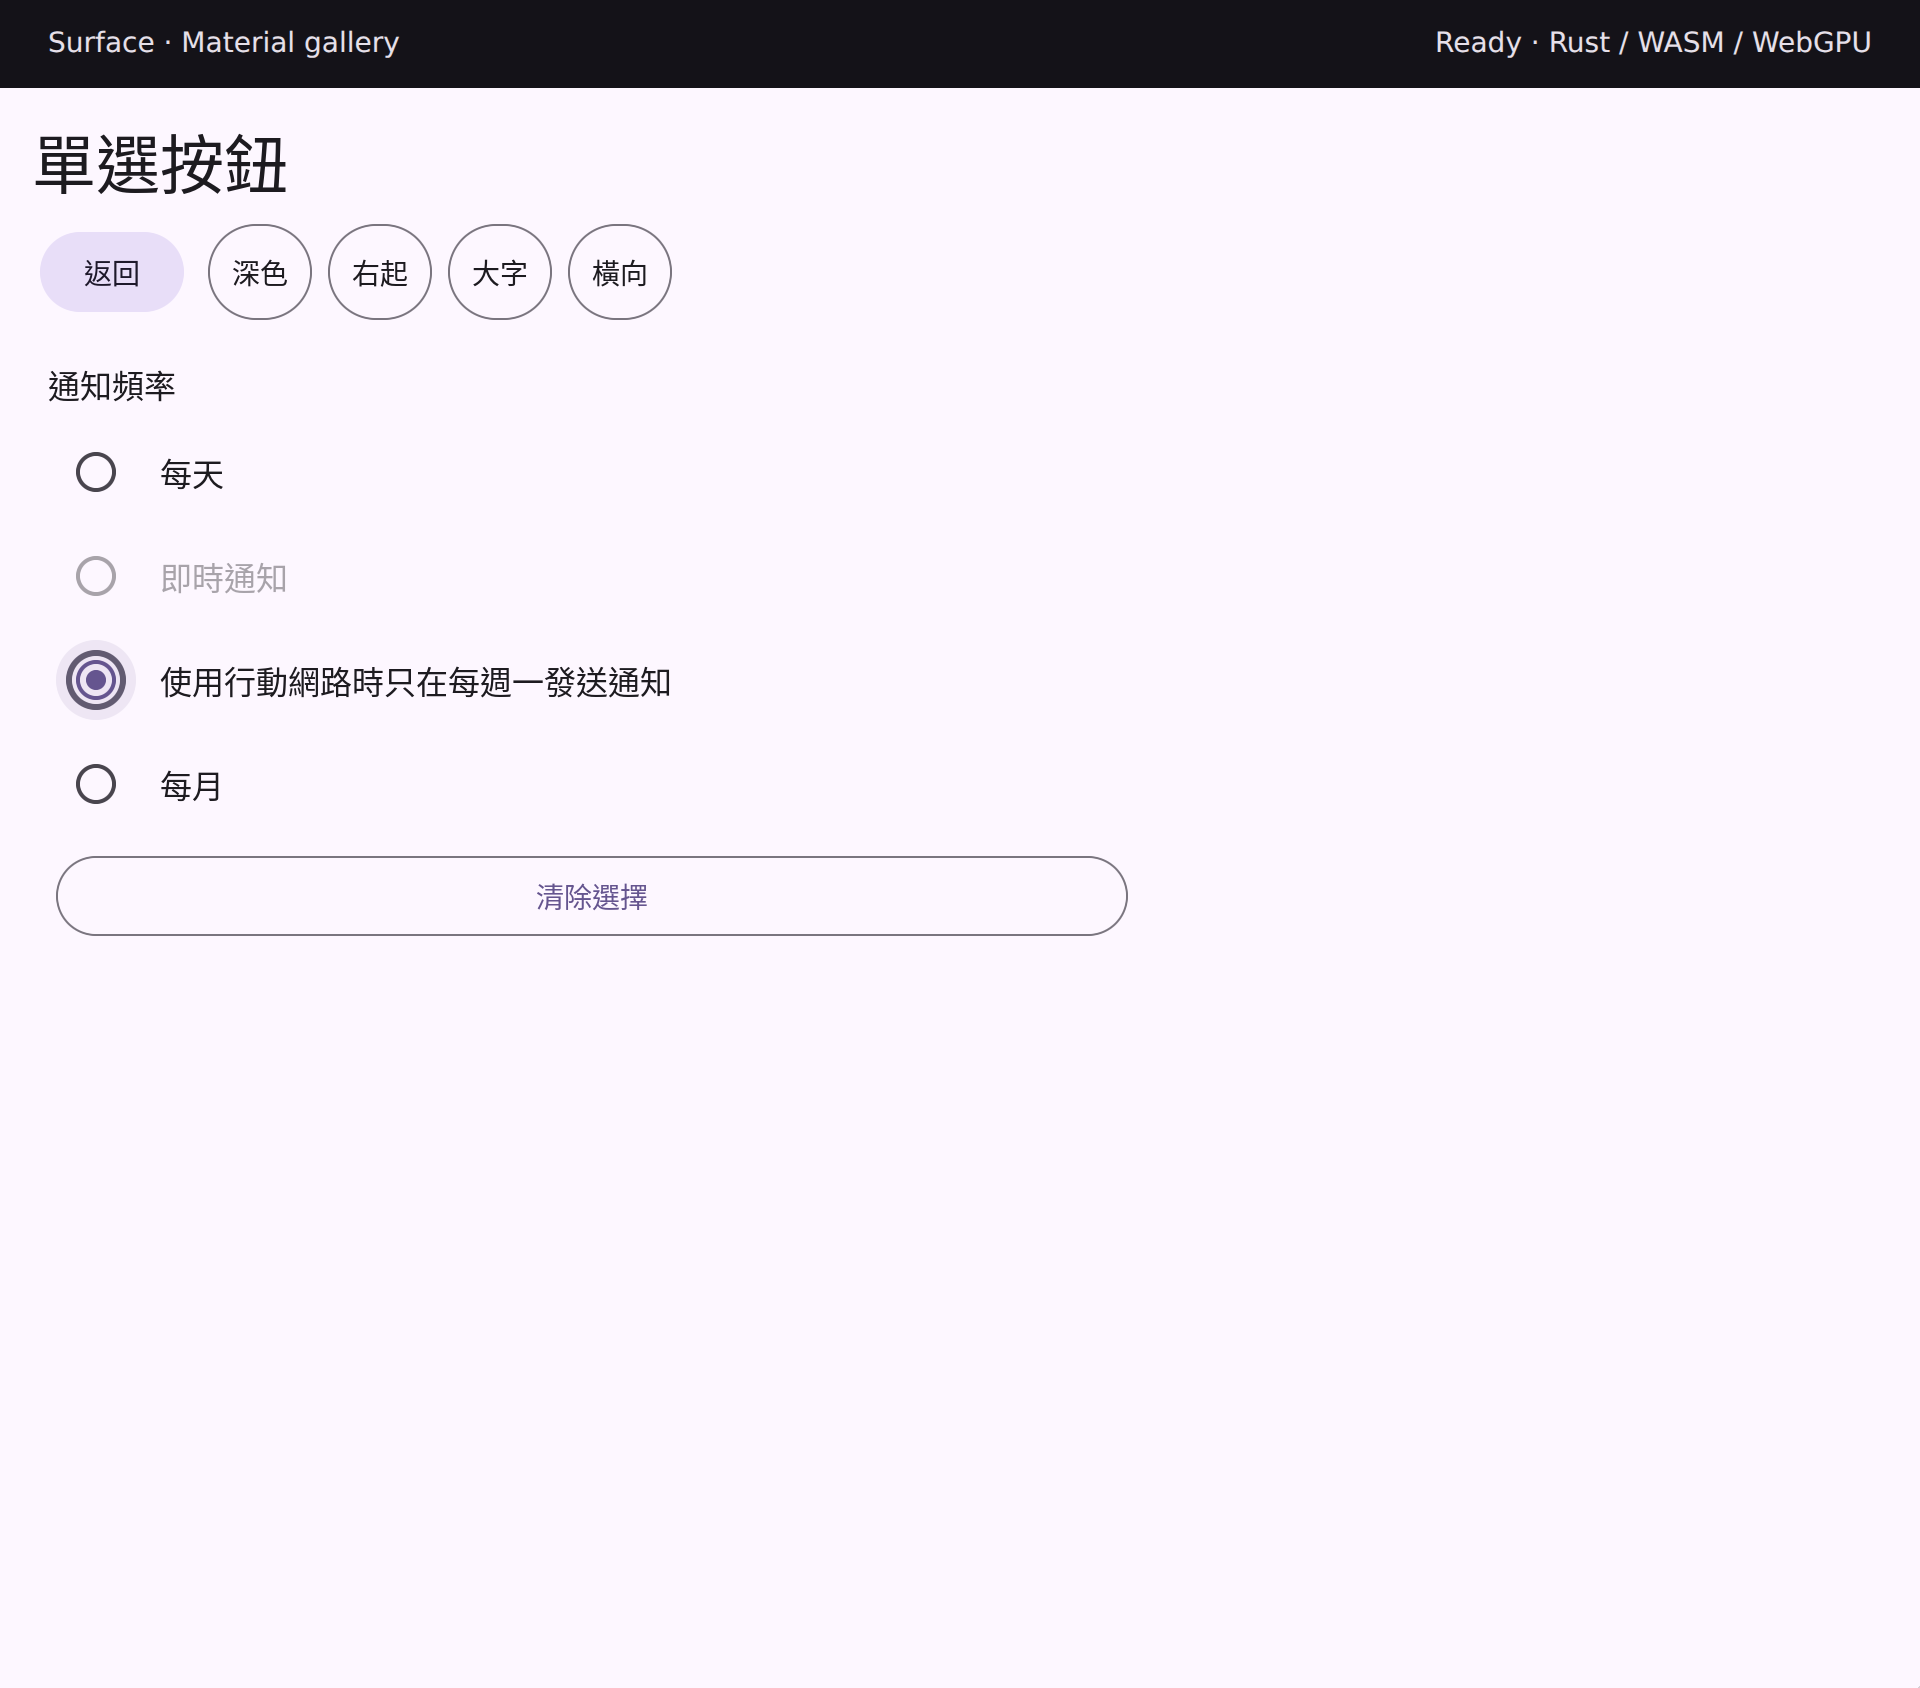 Surface · Material gallery
Ready · Rust / WASM / WebGPU
單選按鈕
返回
深色
右起
大字
橫向
通知頻率
每天
即時通知
使用行動網路時只在每週一發送通知
每月
清除選擇